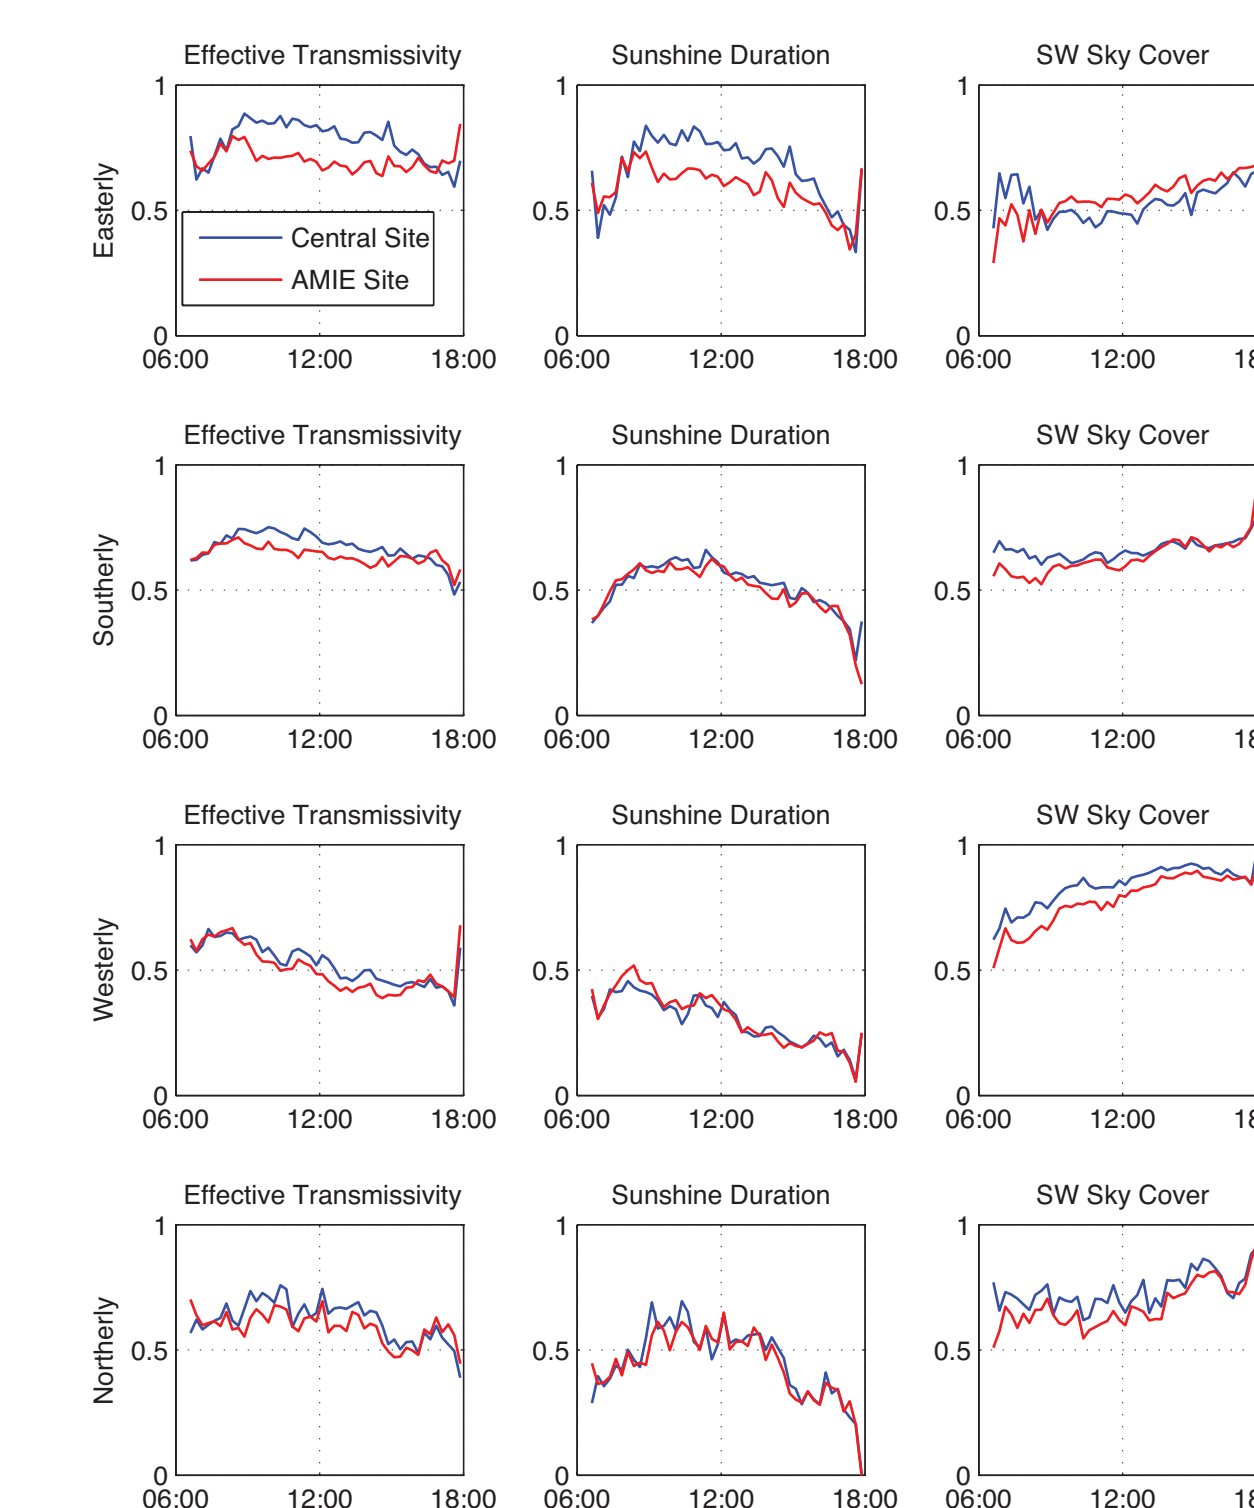 Effective Transmissivity Sunshine Duration SW Sky Cover
1 1 1
Easterly
0.5 0.5 0.5
Central Site
AMIE Site
0 0 0
06:00 12:00 18:00 06:00 12:00 18:00 06:00 12:00
Effective Transmissivity Sunshine Duration SW Sky Cover
1 1 1
Southerly
0.5 0.5 0.5
0 0 0
06:00 12:00 18:00 06:00 12:00 18:00 06:00 12:00
Effective Transmissivity Sunshine Duration SW Sky Cover
1 1 1
Westerly
0.5 0.5 0.5
0 0 0
06:00 12:00 18:00 06:00 12:00 18:00 06:00 12:00
Effective Transmissivity Sunshine Duration SW Sky Cover
1 1 1
Northerly
0.5 0.5 0.5
0 0 0
06:00 12:00 18:00 06:00 12:00 18:00 06:00 12:00